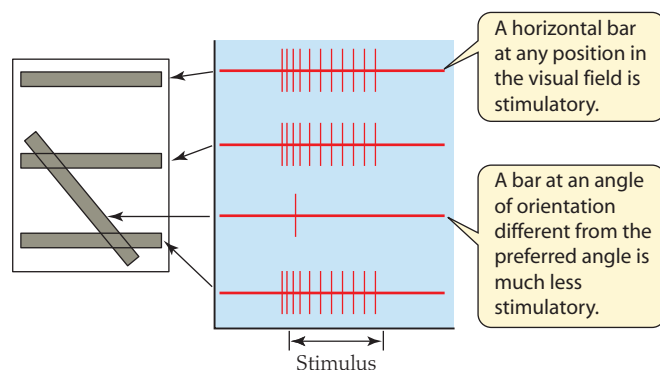 A horizontal bar
at any position in
the visual field is
stimulatory.
A bar at an angle
of orientation
different from the
preferred angle is
much less
stimulatory.
Stimulus